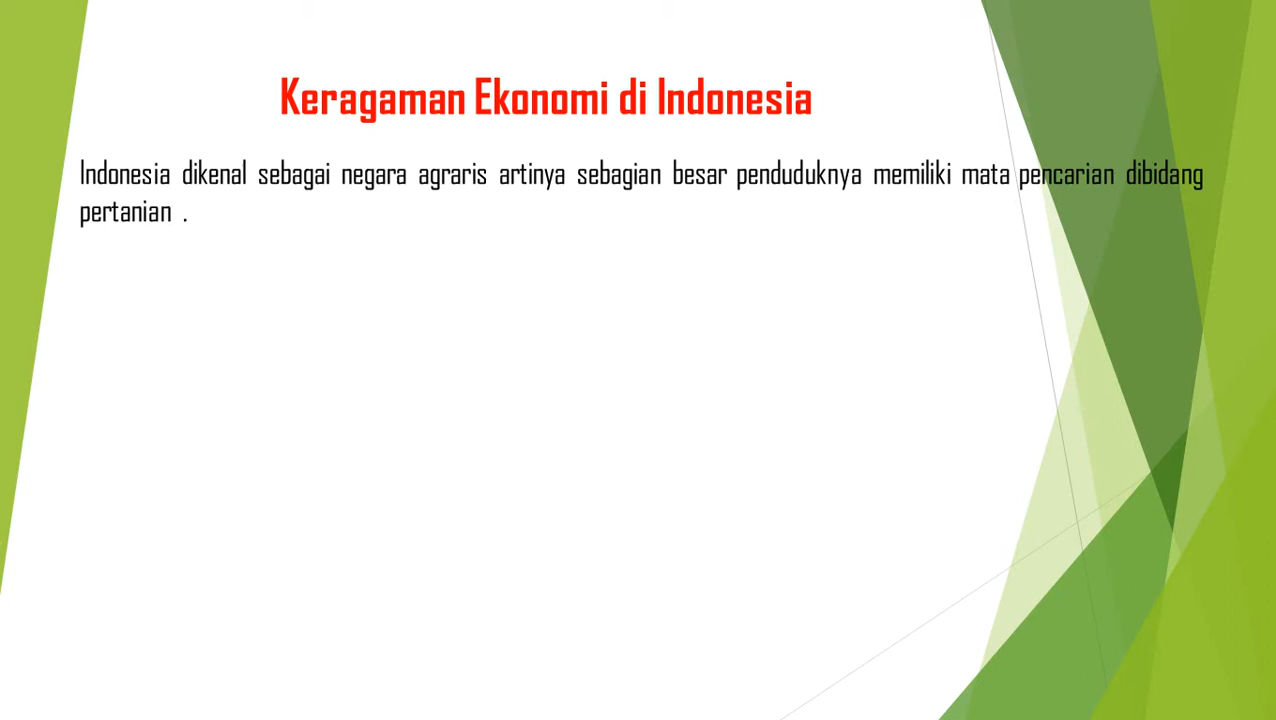 Keragaman Ekonomi di Indonesia
Indonesia dikenal sebagai negara agraris artinya sebagian besar penduduknya memiliki mata pencarian dibidang
pertanian .